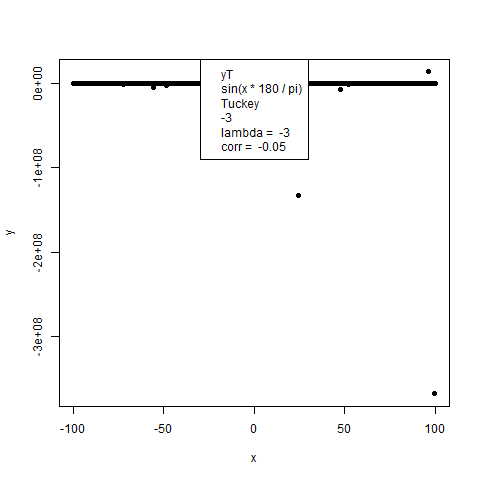 yT
sin(x * 180 / pi)
Tuckey
-3
lambda =  -3
corr =  -0.05
0e+00
-1e+08
-2e+08
-3e+08
y
-100
-50
0
50
100
x